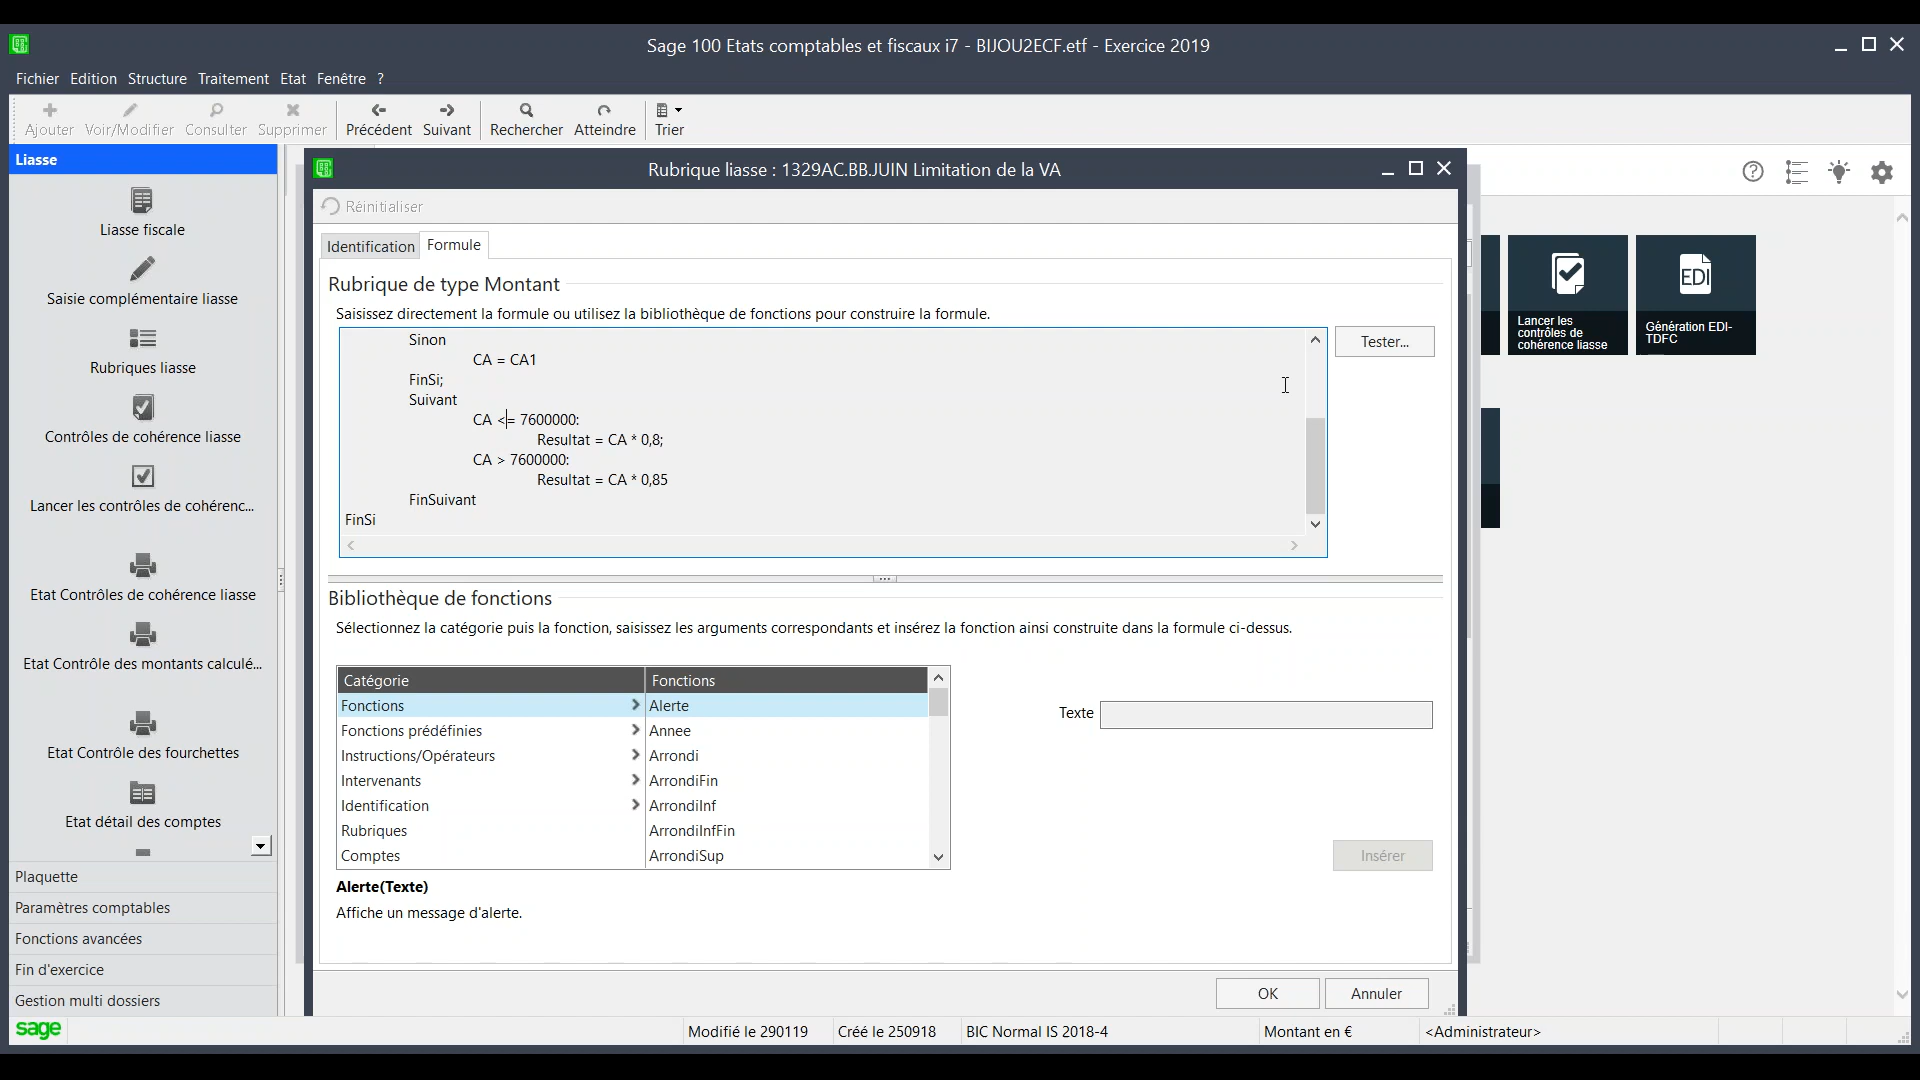 Sage 100 Etats comptables et fiscaux i7 - BIJOU2ECF.etf - Exercice 2019
Fichier Edition Structure Traitement Etat Fenêtre ?
Ajouter Voir/Modifier Consulter Supprimer Précédent Suivant Rechercher Atteindre Trier
Liasse
Liasse fiscale
Saisie complémentaire liasse
Rubriques liasse
Contrôles de cohérence liasse
Lancer les contrôles de cohérenc...
Etat Contrôles de cohérence liasse
Etat Contrôle des montants calculé...
Etat Contrôle des fourchettes
Etat détail des comptes
Plaquette
Paramètres comptables
Fonctions avancées
Fin d'exercice
Gestion multi dossiers
Rubrique liasse : 1329AC.BB.JUIN Limitation de la VA
Réinitialiser
Identification Formule
Rubrique de type Montant
Saisissez directement la formule ou utilisez la bibliothèque de fonctions pour construire la formule.
Sinon
CA = CA1
FinSi;
Suivant
CA <= 7600000:
Resultat = CA * 0,8;
CA > 7600000:
Resultat = CA * 0,85
FinSuivant
FinSi
Tester...
Bibliothèque de fonctions
Sélectionnez la catégorie puis la fonction, saisissez les arguments correspondants et insérez la fonction ainsi construite dans la formule ci-dessus.
Catégorie Fonctions
Fonctions Alerte
Fonctions prédéfinies Annee
Instructions/Opérateurs Arrondi
Intervenants ArrondiFin
Identification ArrondiInf
Rubriques ArrondiInfFin
Comptes ArrondiSup
Texte
Insérer
Alerte(Texte)
Affiche un message d'alerte.
OK Annuler
Lancer les
contrôles de
cohérence liasse
EDI
Génération EDI-
TDFC
sage
Modifié le 290119 Créé le 250918 BIC Normal IS 2018-4 Montant en € <Administrateur>